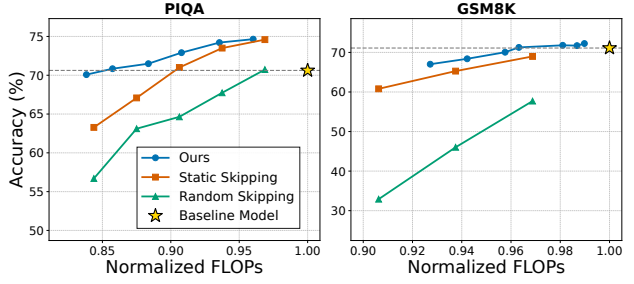 PIQA
GSM8K
Accuracy (%)
75
70
65
60
55
50
0.85
0.90
0.95
1.00
Normalized FLOPs
Ours
Static Skipping
Random Skipping
Baseline Model
80
70
60
50
40
30
0.90
0.92
0.94
0.96
0.98
1.00
Normalized FLOPs